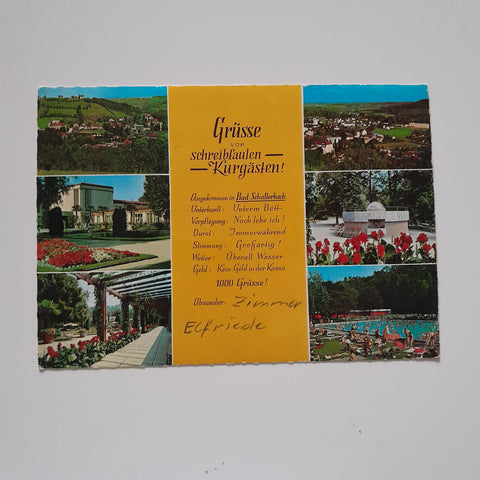 Grüsse
von
schreibfaulen
Kurgästen!
Angekommen in Bad Schallerbach
Unterkunft: Unterm Bett
Verpflegung: Noch lebe ich!
Durst: Immerwährend
Stimmung: Großartig!
Wetter: Überall Wasser
Geld: Kein Geld in der Kassa
1000 Grüsse!
Absender: Zimmer
Elfriede